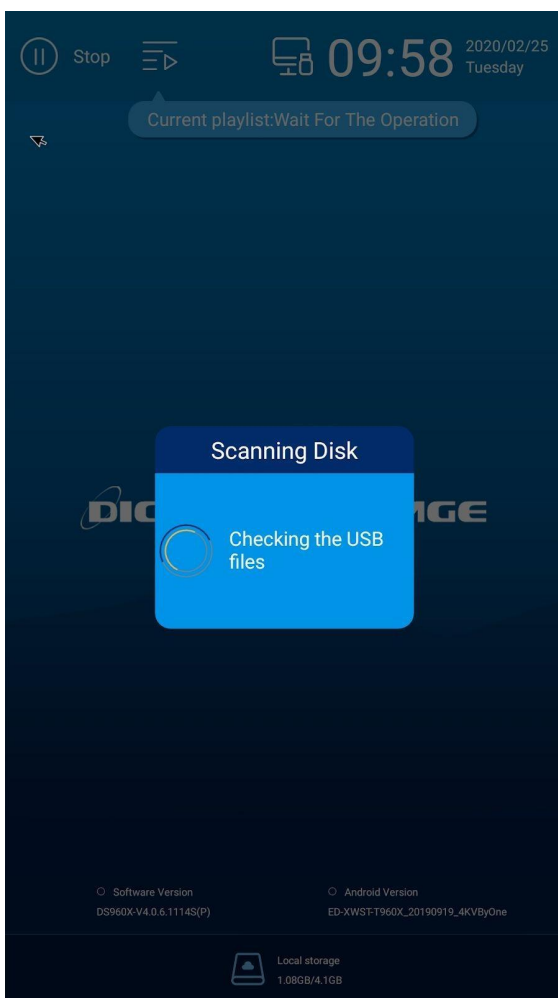 Stop
09:58
2020/02/25
Tuesday
Current playlist:Wait For The Operation
Scanning Disk
Checking the USB
files
Software Version
DS960X-V4.0.6.1114S(P)
Android Version
ED-XWST-T960X_20190919_4KVByOne
Local storage
1.08GB/4.1GB